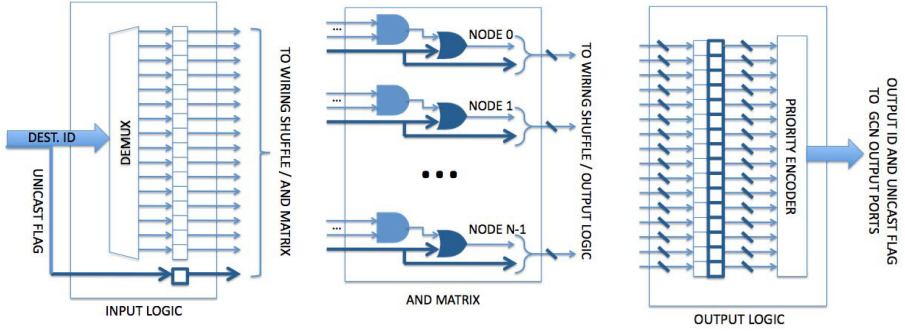 DEST. ID
UNICAST FLAG
DEMUX
TO WIRING SHUFFLE / AND MATRIX
INPUT LOGIC
...
NODE 0
...
NODE 1
...
...
NODE N-1
TO WIRING SHUFFLE / OUTPUT LOGIC
AND MATRIX
PRIORITY ENCODER
OUTPUT ID AND UNICAST FLAG
TO GCN OUTPUT PORTS
OUTPUT LOGIC